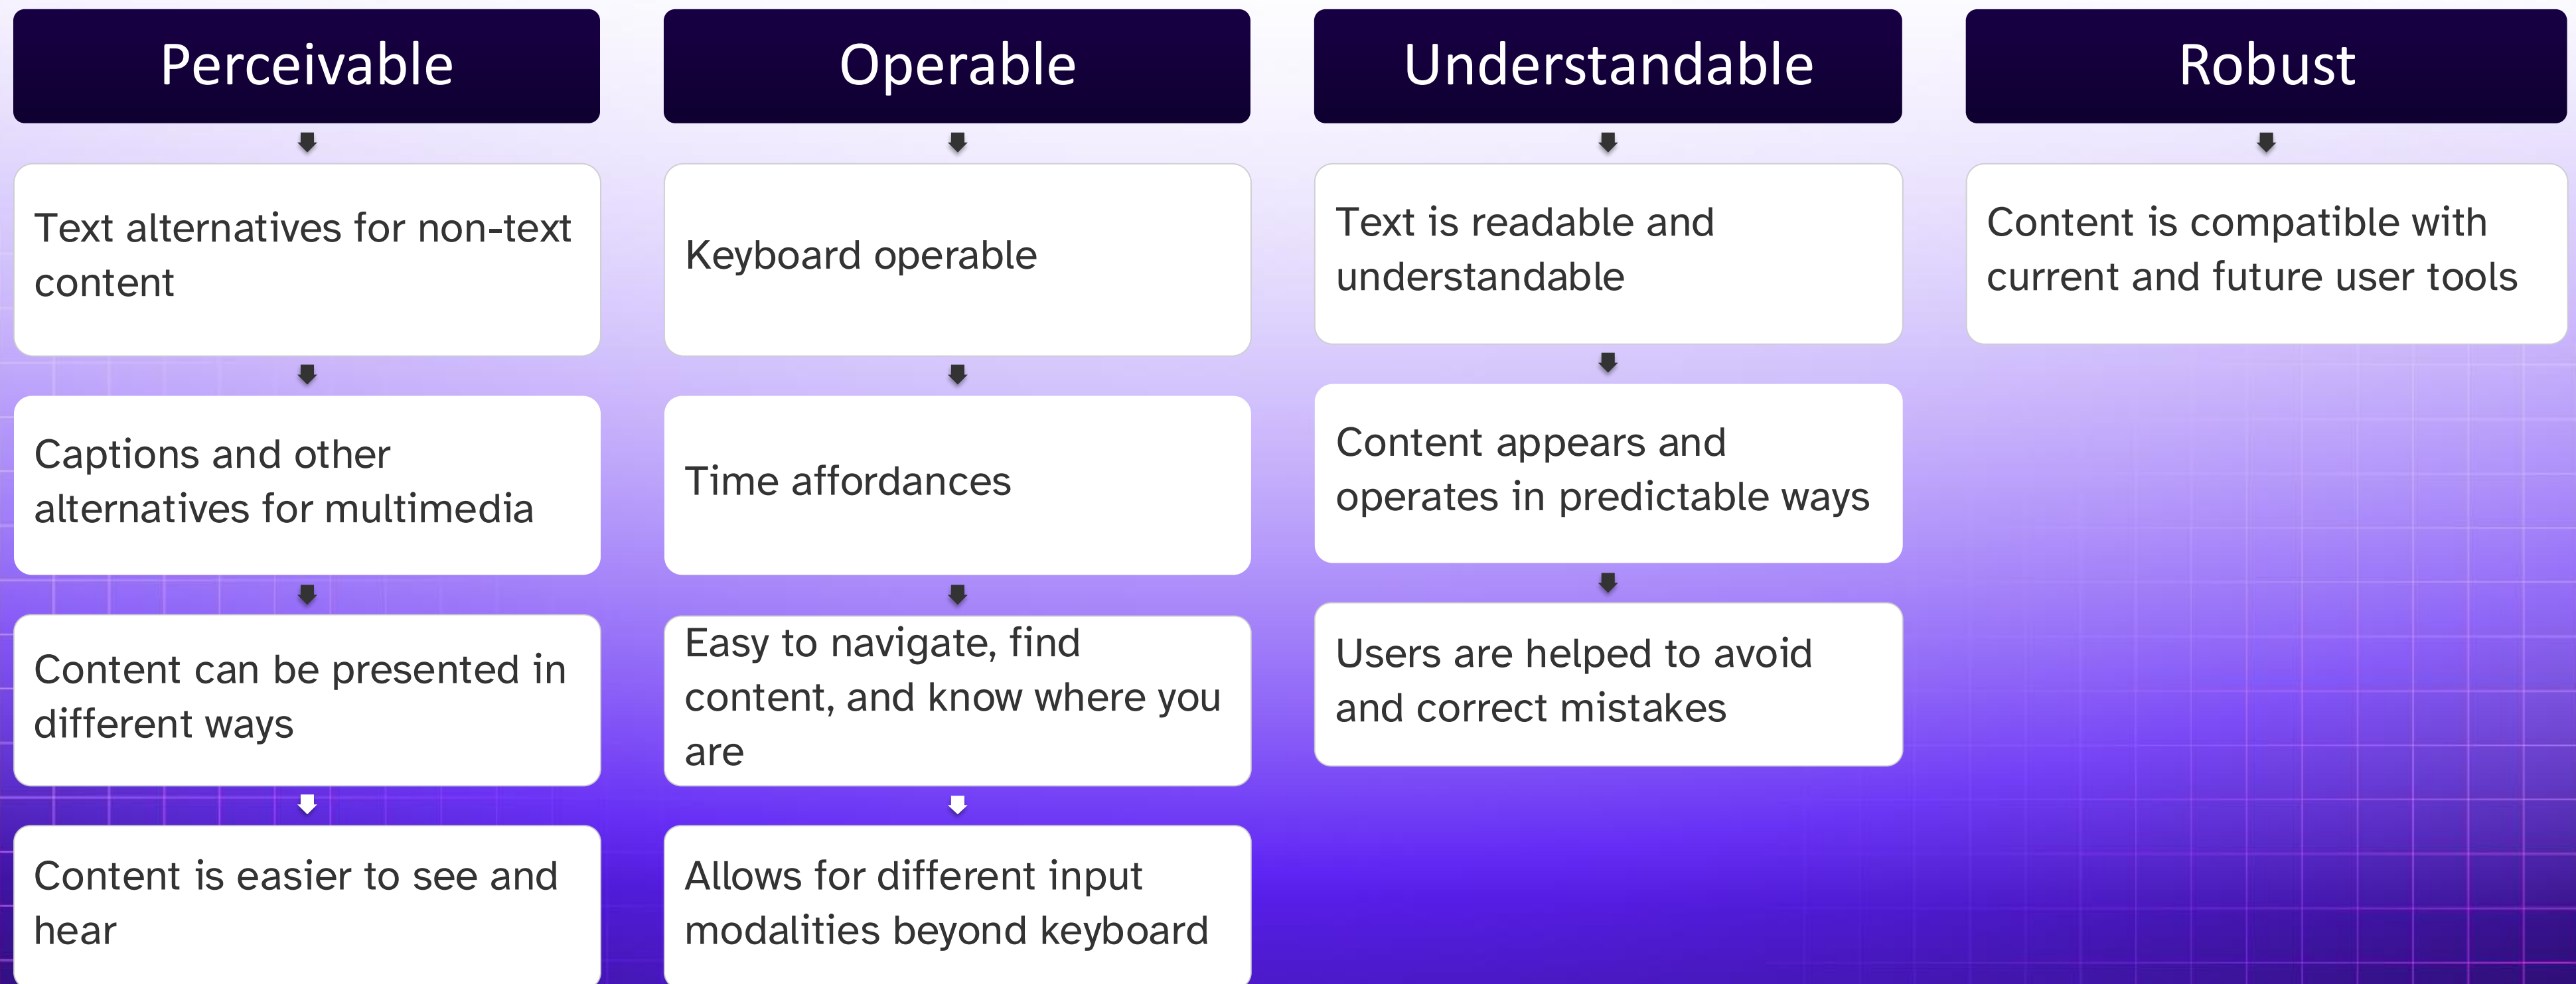 Perceivable
Text alternatives for non-text
content
Captions and other
alternatives for multimedia
Content can be presented in
different ways
Content is easier to see and
hear
Operable
Keyboard operable
Time affordances
Easy to navigate, find
content, and know where you
are
Allows for different input
modalities beyond keyboard
Understandable
Text is readable and
understandable
Content appears and
operates in predictable ways
Users are helped to avoid
and correct mistakes
Robust
Content is compatible with
current and future user tools